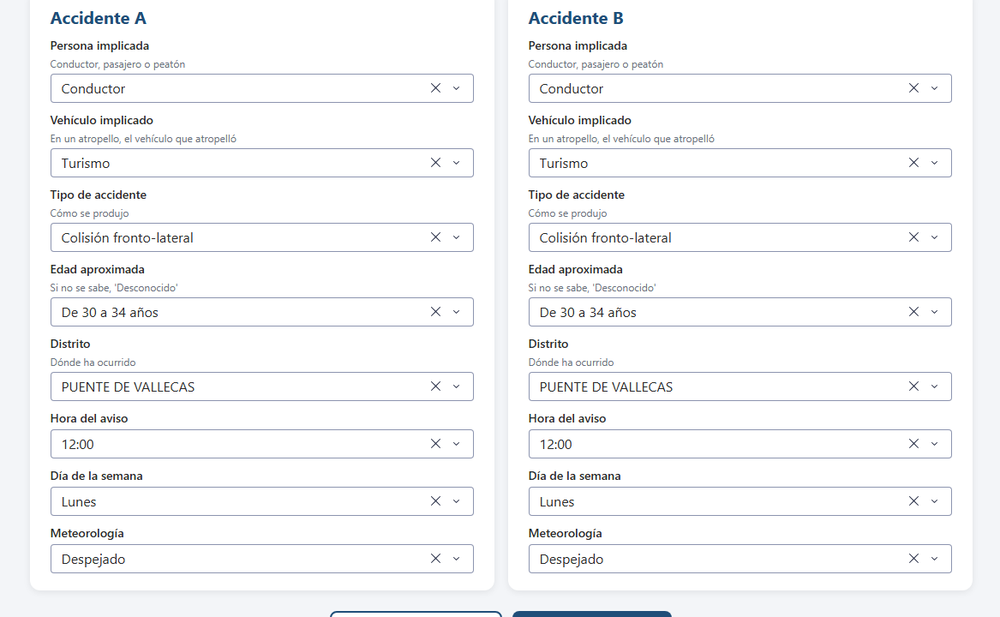 Accidente A
Persona implicada
Conductor, pasajero o peatón
Conductor
Vehículo implicado
En un atropello, el vehículo que atropelló
Turismo
Tipo de accidente
Cómo se produjo
Colisión fronto-lateral
Edad aproximada
Si no se sabe, 'Desconocido'
De 30 a 34 años
Distrito
Dónde ha ocurrido
PUENTE DE VALLECAS
Hora del aviso
12:00
Día de la semana
Lunes
Meteorología
Despejado
Accidente B
Persona implicada
Conductor, pasajero o peatón
Conductor
Vehículo implicado
En un atropello, el vehículo que atropelló
Turismo
Tipo de accidente
Cómo se produjo
Colisión fronto-lateral
Edad aproximada
Si no se sabe, 'Desconocido'
De 30 a 34 años
Distrito
Dónde ha ocurrido
PUENTE DE VALLECAS
Hora del aviso
12:00
Día de la semana
Lunes
Meteorología
Despejado